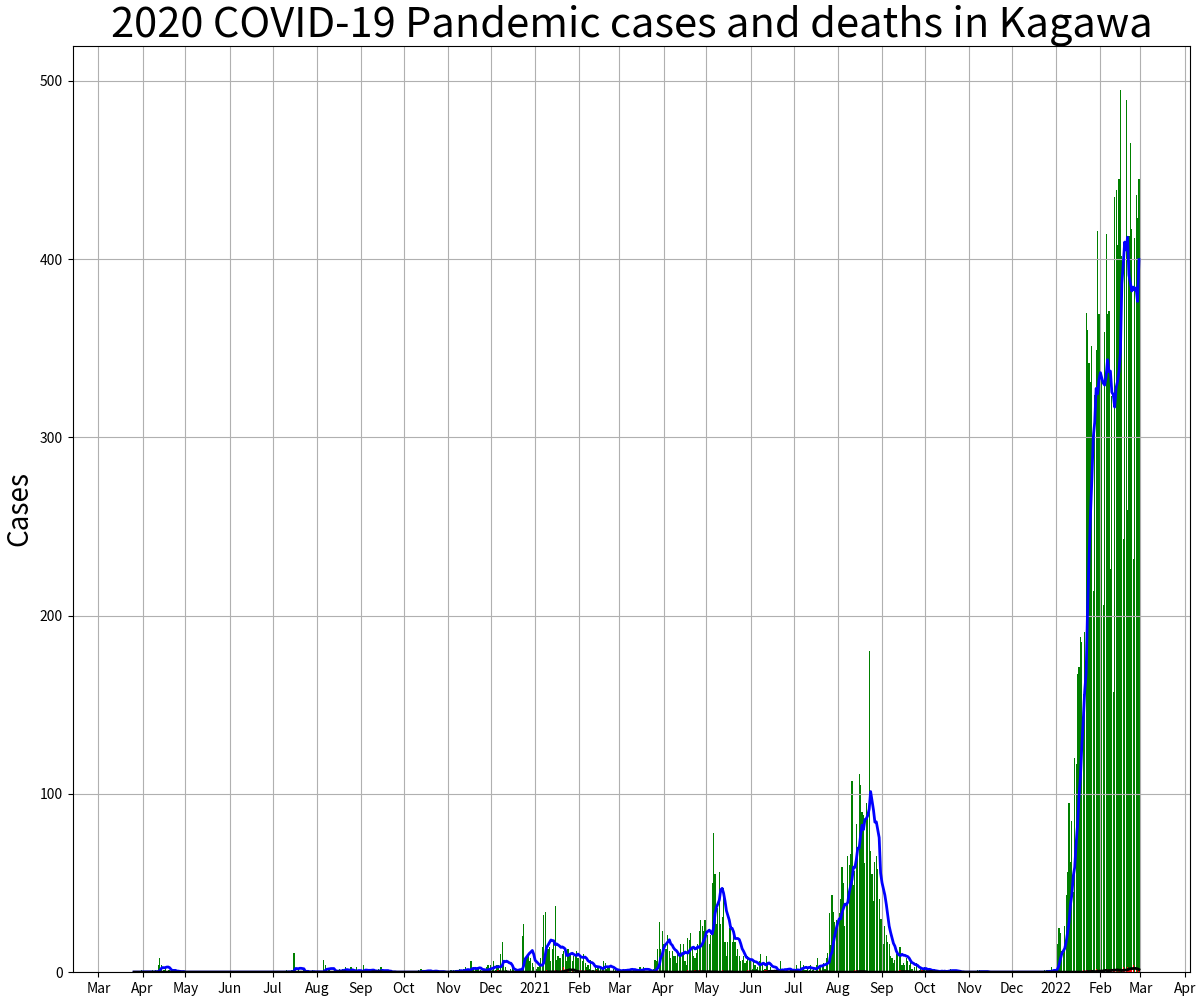 2020 COVID-19 Pandemic cases and deaths in Kagawa
500
400
300
200
100
0
Cases
Mar Apr May Jun Jul Aug Sep Oct Nov Dec 2021 Feb Mar Apr May Jun Jul Aug Sep Oct Nov Dec 2022 Feb Mar Apr